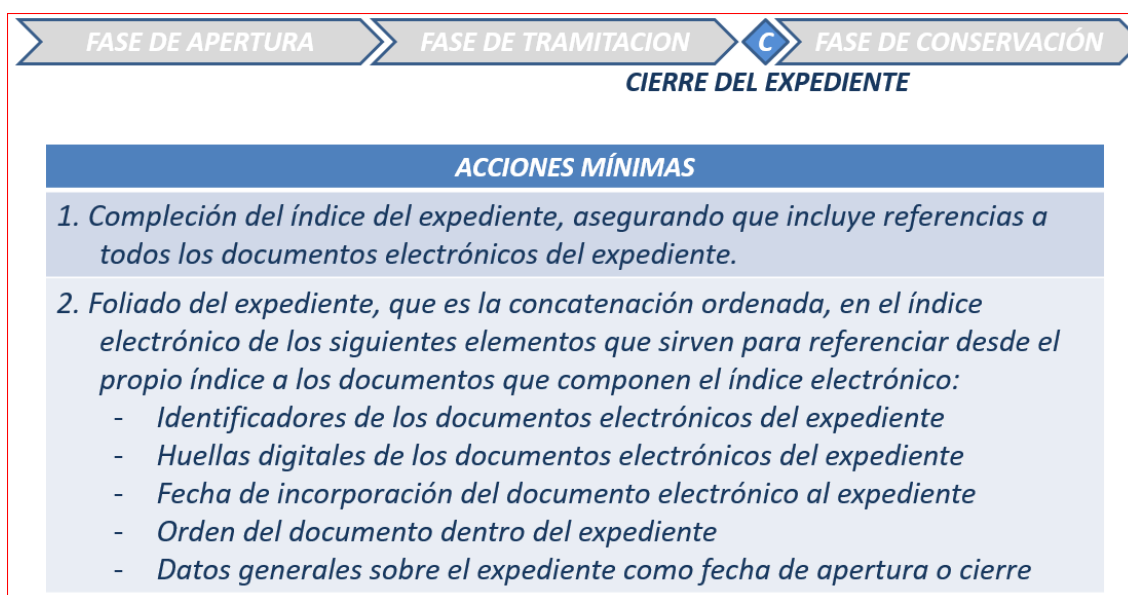 FASE DE APERTURA
FASE DE TRAMITACION
C
FASE DE CONSERVACIÓN
CIERRE DEL EXPEDIENTE
ACCIONES MÍNIMAS
1. Compleción del índice del expediente, asegurando que incluye referencias a
todos los documentos electrónicos del expediente.
2. Foliado del expediente, que es la concatenación ordenada, en el índice
electrónico de los siguientes elementos que sirven para referenciar desde el
propio índice a los documentos que componen el índice electrónico:
- Identificadores de los documentos electrónicos del expediente
- Huellas digitales de los documentos electrónicos del expediente
- Fecha de incorporación del documento electrónico al expediente
- Orden del documento dentro del expediente
- Datos generales sobre el expediente como fecha de apertura o cierre